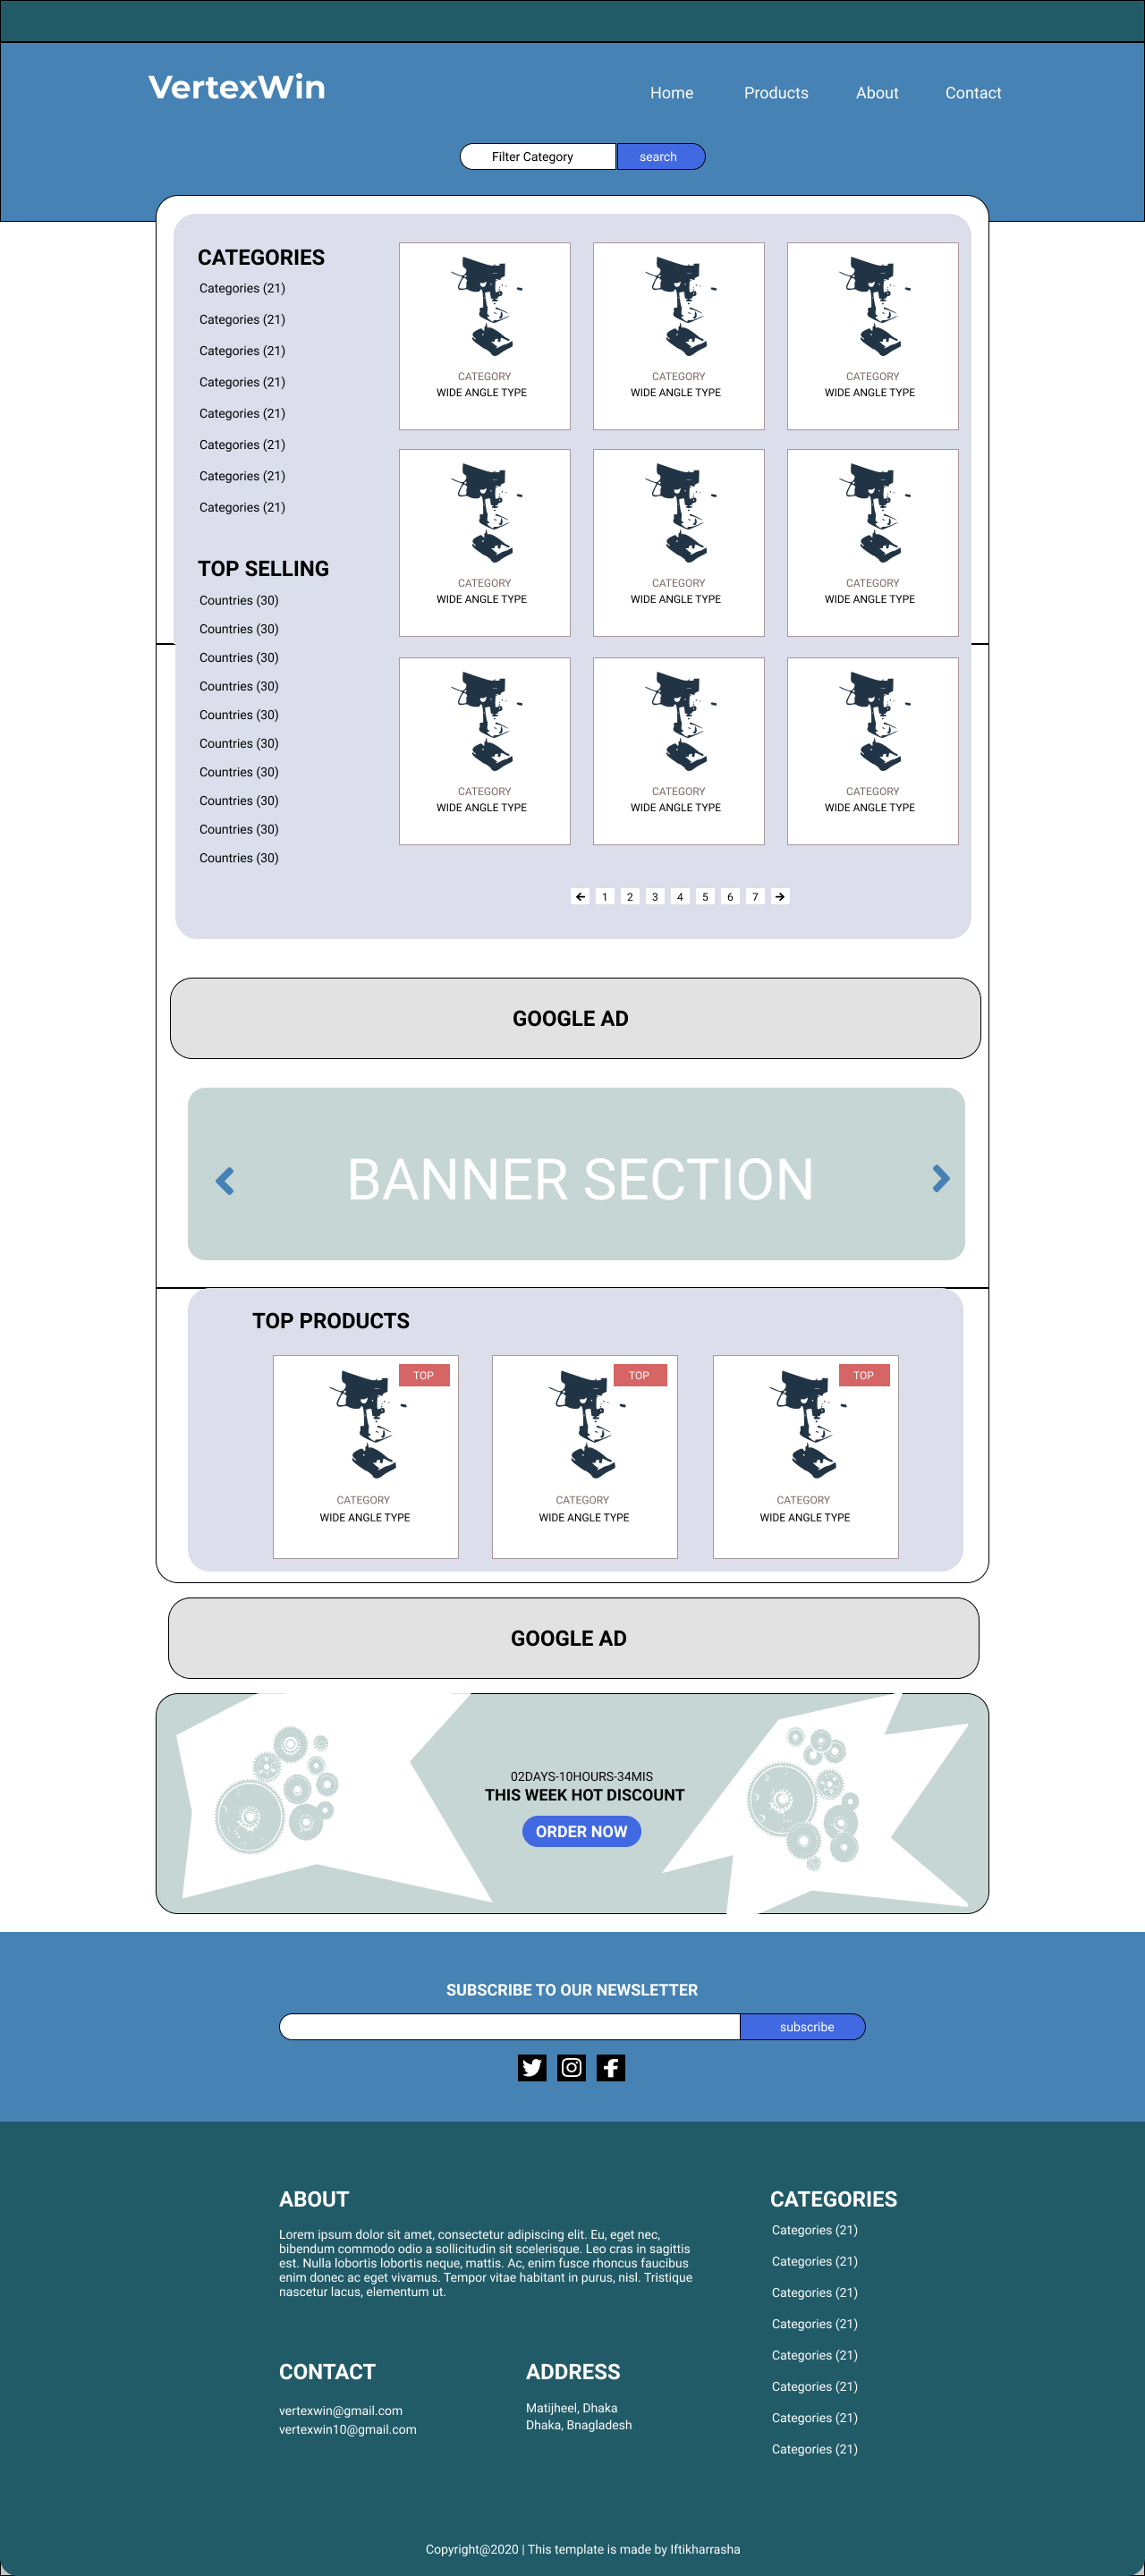 VertexWin
Home Products About Contact
Filter Category search
CATEGORIES
Categories (21)
Categories (21)
Categories (21)
Categories (21)
Categories (21)
Categories (21)
Categories (21)
Categories (21)
TOP SELLING
Countries (30)
Countries (30)
Countries (30)
Countries (30)
Countries (30)
Countries (30)
Countries (30)
Countries (30)
Countries (30)
Countries (30)
CATEGORY
WIDE ANGLE TYPE
CATEGORY
WIDE ANGLE TYPE
CATEGORY
WIDE ANGLE TYPE
CATEGORY
WIDE ANGLE TYPE
CATEGORY
WIDE ANGLE TYPE
CATEGORY
WIDE ANGLE TYPE
CATEGORY
WIDE ANGLE TYPE
CATEGORY
WIDE ANGLE TYPE
CATEGORY
WIDE ANGLE TYPE
1 2 3 4 5 6 7
GOOGLE AD
BANNER SECTION
TOP PRODUCTS
TOP
CATEGORY
WIDE ANGLE TYPE
TOP
CATEGORY
WIDE ANGLE TYPE
TOP
CATEGORY
WIDE ANGLE TYPE
GOOGLE AD
02DAYS-10HOURS-34MIS
THIS WEEK HOT DISCOUNT
ORDER NOW
SUBSCRIBE TO OUR NEWSLETTER
subscribe
ABOUT
Lorem ipsum dolor sit amet, consectetur adipiscing elit. Eu, eget nec,
bibendum commodo odio a sollicitudin sit scelerisque. Leo cras in sagittis
est. Nulla lobortis lobortis neque, mattis. Ac, enim fusce rhoncus faucibus
enim donec ac eget vivamus. Tempor vitae habitant in purus, nisl. Tristique
nascetur lacus, elementum ut.
CONTACT
vertexwin@gmail.com
vertexwin10@gmail.com
ADDRESS
Matijheel, Dhaka
Dhaka, Bnagladesh
CATEGORIES
Categories (21)
Categories (21)
Categories (21)
Categories (21)
Categories (21)
Categories (21)
Categories (21)
Categories (21)
Copyright@2020 | This template is made by Iftikharrasha